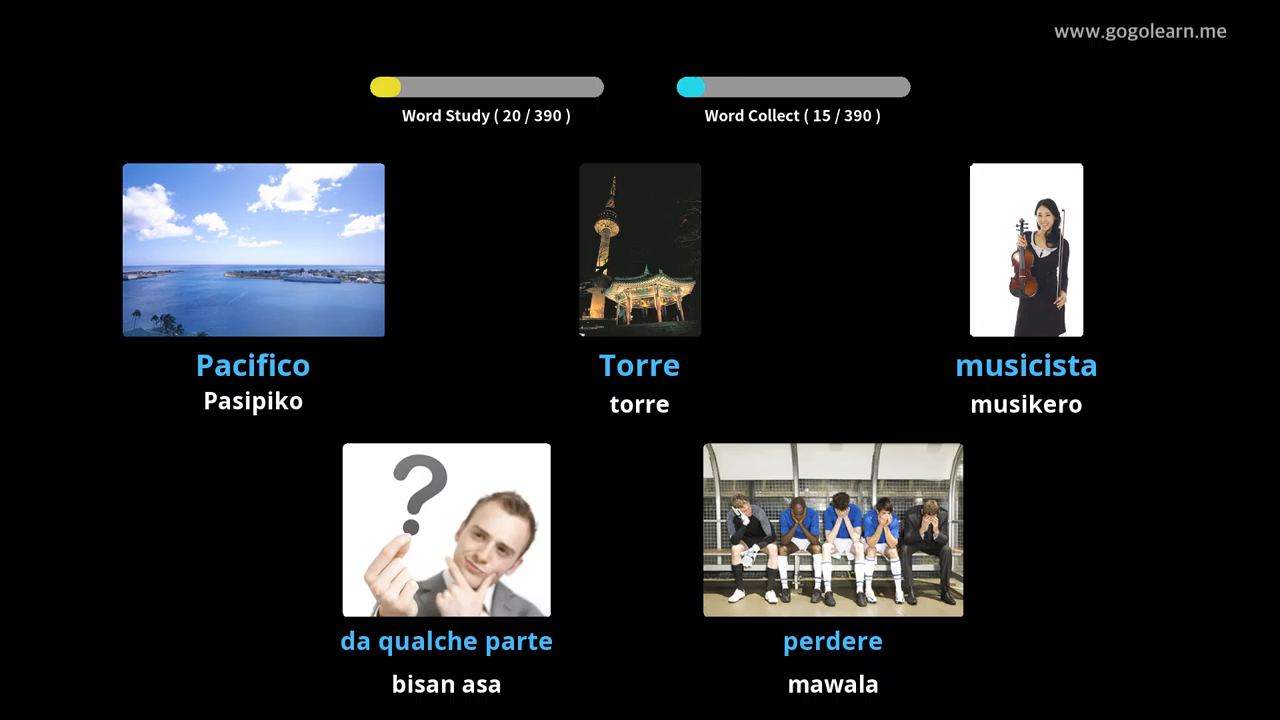 www.gogolearn.me
Word Study ( 20 / 390 )
Word Collect ( 15 / 390 )
Pacifico
Pasipiko
Torre
torre
musicista
musikero
da qualche parte
bisan asa
perdere
mawala